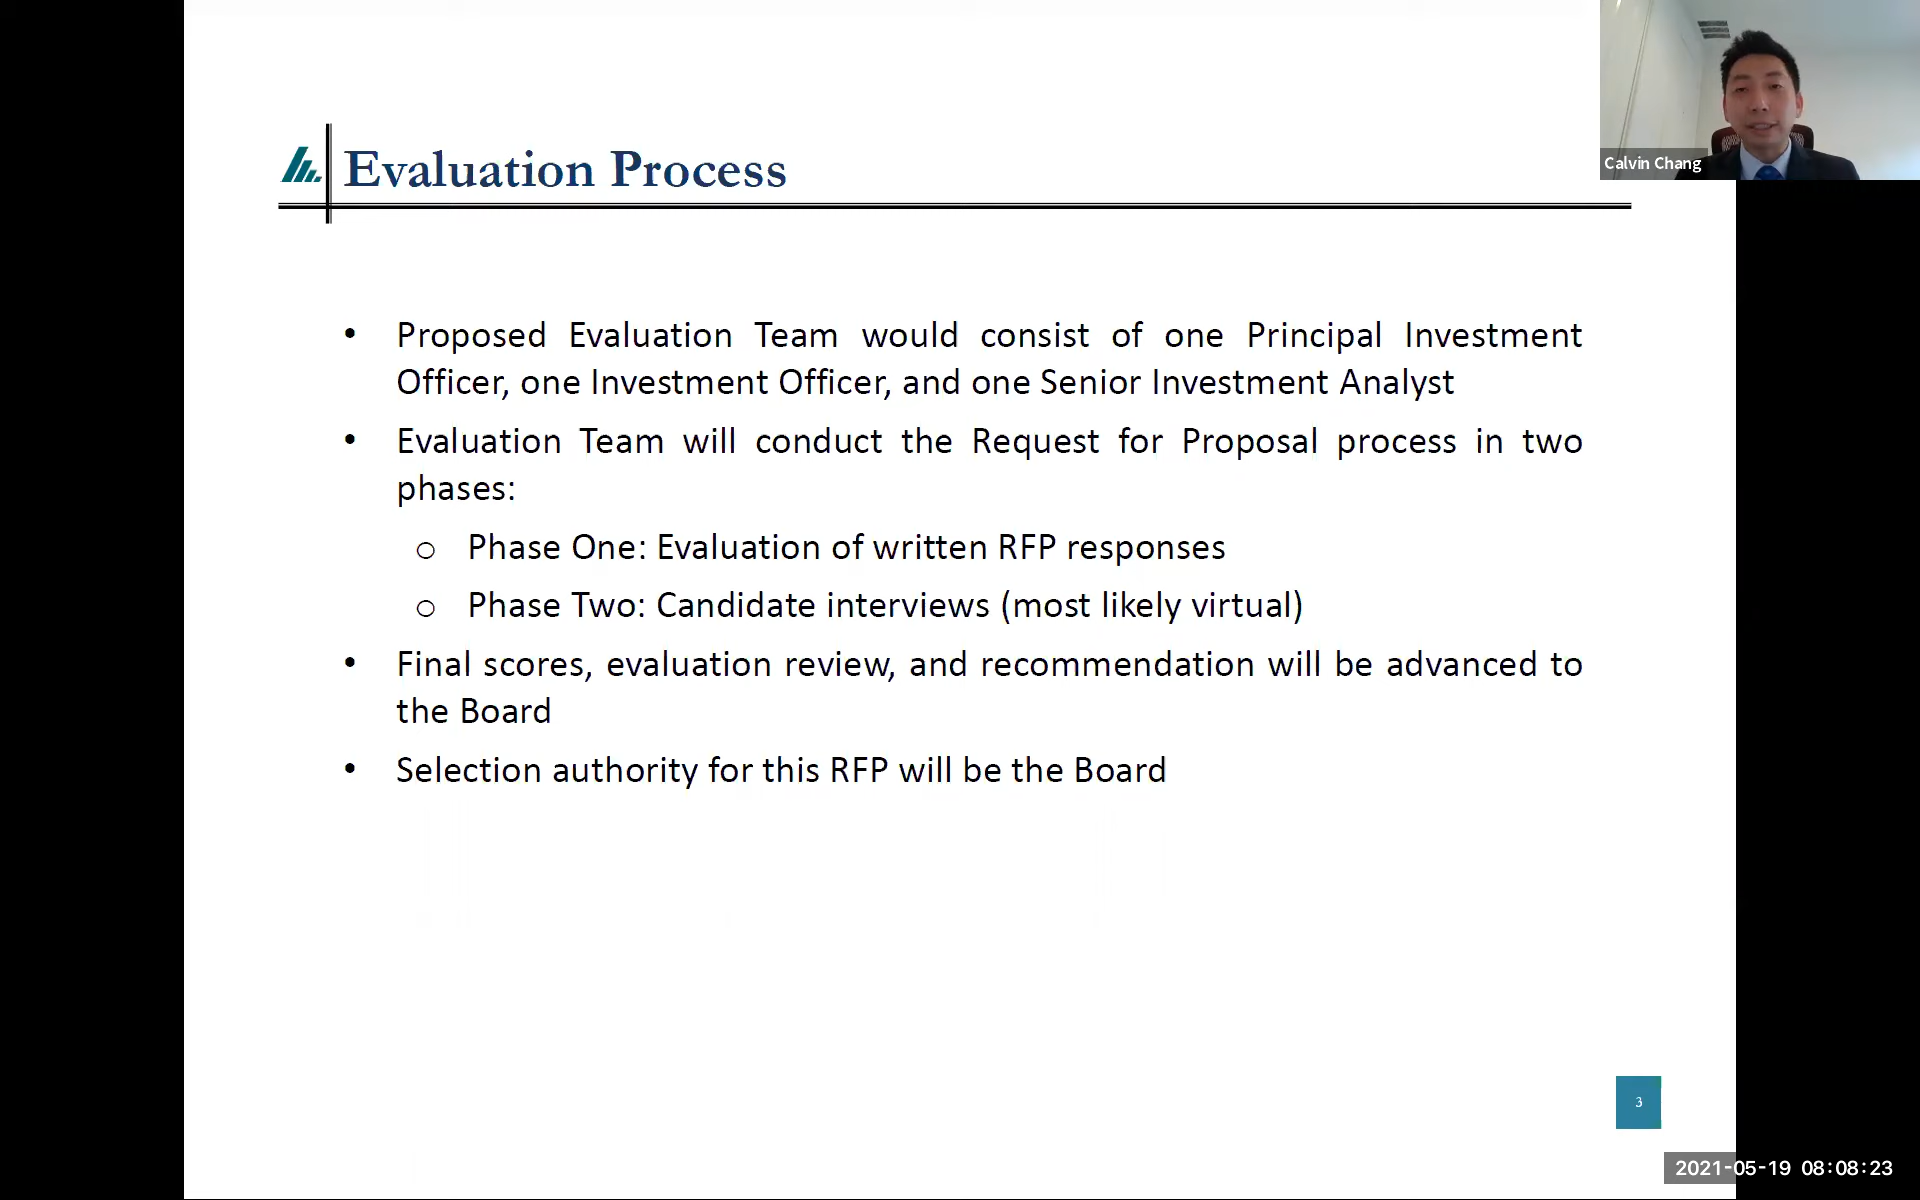 Calvin Chang
Evaluation Process
• Proposed Evaluation Team would consist of one Principal Investment
Officer, one Investment Officer, and one Senior Investment Analyst
• Evaluation Team will conduct the Request for Proposal process in two
phases:
o Phase One: Evaluation of written RFP responses
o Phase Two: Candidate interviews (most likely virtual)
• Final scores, evaluation review, and recommendation will be advanced to
the Board
• Selection authority for this RFP will be the Board
3
2021-05-19 08:08:23